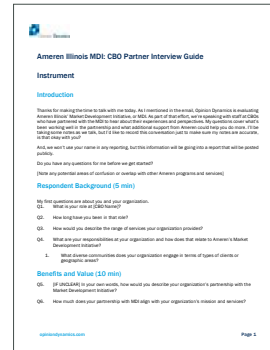 Opinion Dynamics
Ameren Illinois MDI: CBO Partner Interview Guide
Instrument
Introduction
Thanks for making the time to talk with me today. As I mentioned in the email, Opinion Dynamics is evaluating
Ameren Illinois' Market Development Initiative, or MDI. As part of that effort, we're speaking with staff of CBOs
who have partnered with the MDI to hear about their experiences and perspectives. My questions cover what's
been working well in the partnership and what additional support from Ameren could help you do more. I'll be
taking some notes as we talk, but I'd like to record this conversation just to make sure my notes are accurate,
is that okay with you?
And, we won't use your name in any reporting, but this information will be going into a report that will be posted
publicly.
Do you have any questions for me before we get started?
[Note any potential areas of confusion or overlap with other Ameren programs and services]
Respondent Background (5 min)
My first questions are about you and your organization.
Q1. What is your role at [CBO Name]?
Q2. How long have you been in that role?
Q3. How would you describe the range of services your organization provides?
Q4. What are your responsibilities at your organization and how does that relate to Ameren's Market
Development Initiative?
1. What diverse communities does your organization engage in terms of types of clients or
geographic areas?
Benefits and Value (10 min)
Q5. [IF UNCLEAR] In your own words, how would you describe your organization's partnership with the
Market Development Initiative?
Q6. How much does your partnership with MDI align with your organization's mission and services?
opiniondynamics.com Page 1